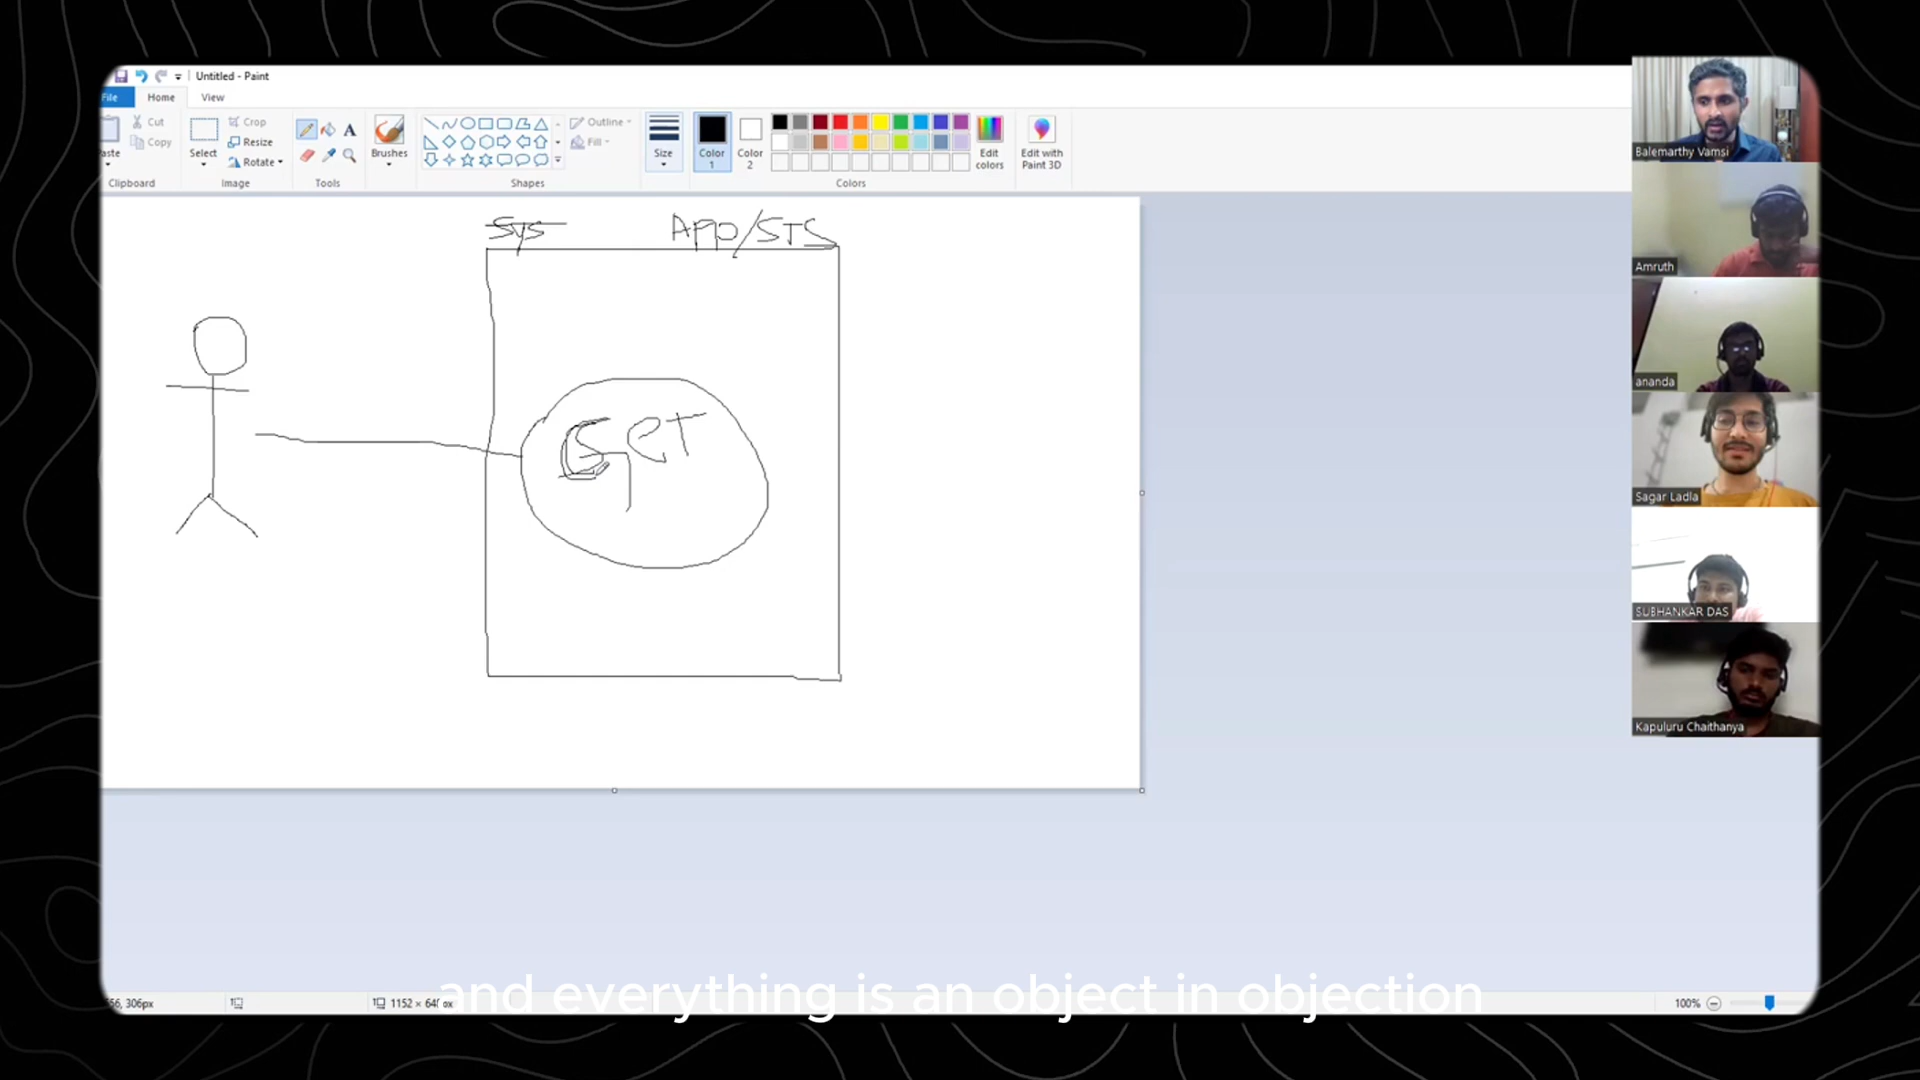 Untitled - Paint
File Home View
Cut
Copy
Clipboard
Select
Crop
Resize
Rotate
Image
Tools
Brushes
Shapes
Outline
Fill
Size
Color 1
Color 2
Colors
Edit colors
Edit with Paint 3D
Sys App/STS
Balemarthy Vamsi
Amruth
ananda
Sagar Ladla
SUBHANKAR DAS
Kapuluru Chaithanya
and everything is an object in objection
56, 306px
100%